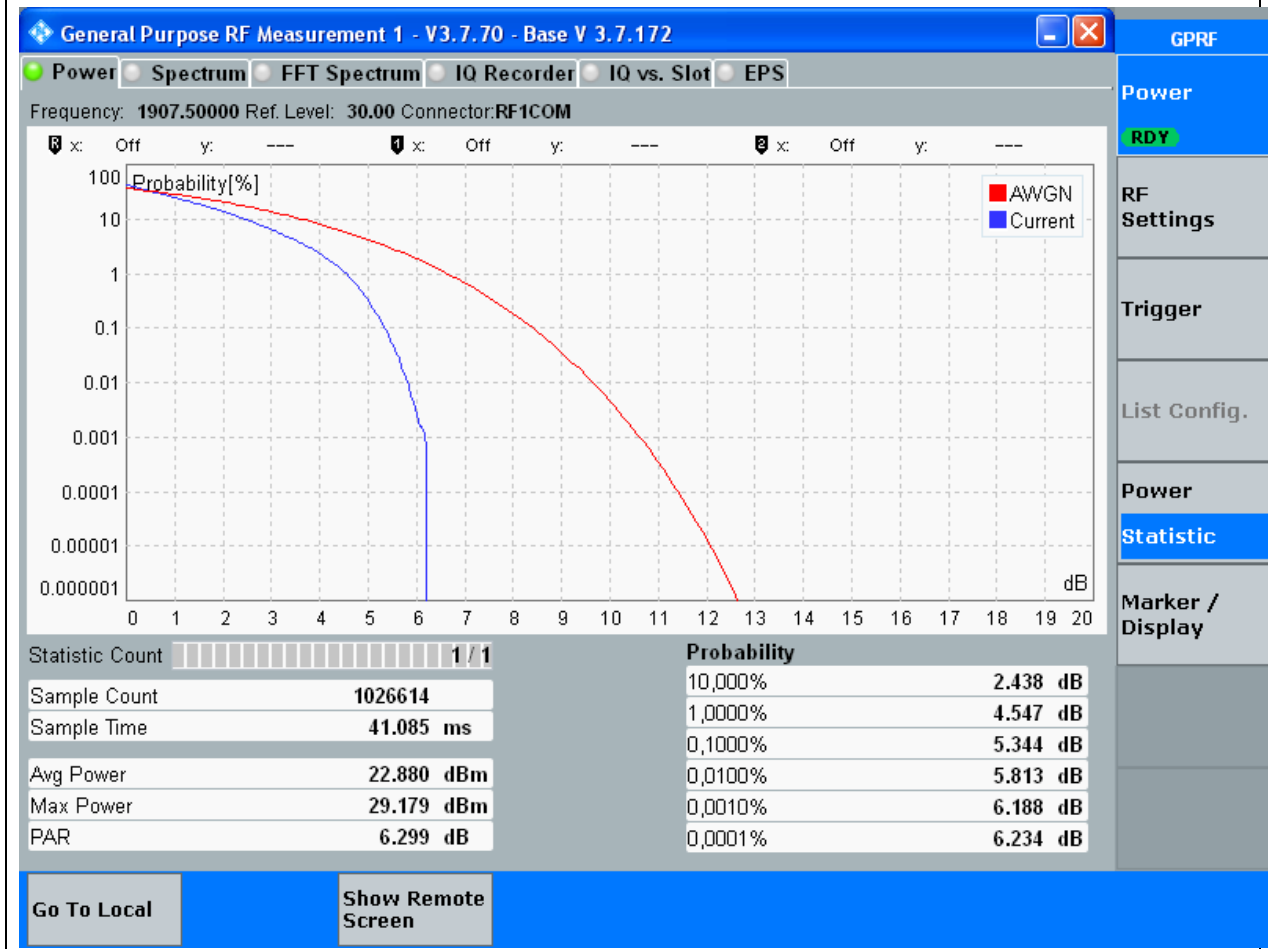 General Purpose RF Measurement 1 - V3.7.70 - Base V 3.7.172
GPRF
Power Spectrum FFT Spectrum IQ Recorder IQ vs. Slot EPS
Frequency: 1907.50000 Ref. Level: 30.00 Connector:RF1COM
R x: Off y: --- 1 x: Off y: --- 2 x: Off y: ---
Probability[%]
AWGN
Current
100
10
1
0.1
0.01
0.001
0.0001
0.00001
0.000001
dB
0 1 2 3 4 5 6 7 8 9 10 11 12 13 14 15 16 17 18 19 20
Statistic Count 1 / 1
Sample Count 1026614
Sample Time 41.085 ms
Avg Power 22.880 dBm
Max Power 29.179 dBm
PAR 6.299 dB
Probability
10,000% 2.438 dB
1,0000% 4.547 dB
0,1000% 5.344 dB
0,0100% 5.813 dB
0,0010% 6.188 dB
0,0001% 6.234 dB
Power
RDY
RF
Settings
Trigger
List Config.
Power
Statistic
Marker /
Display
Go To Local
Show Remote
Screen